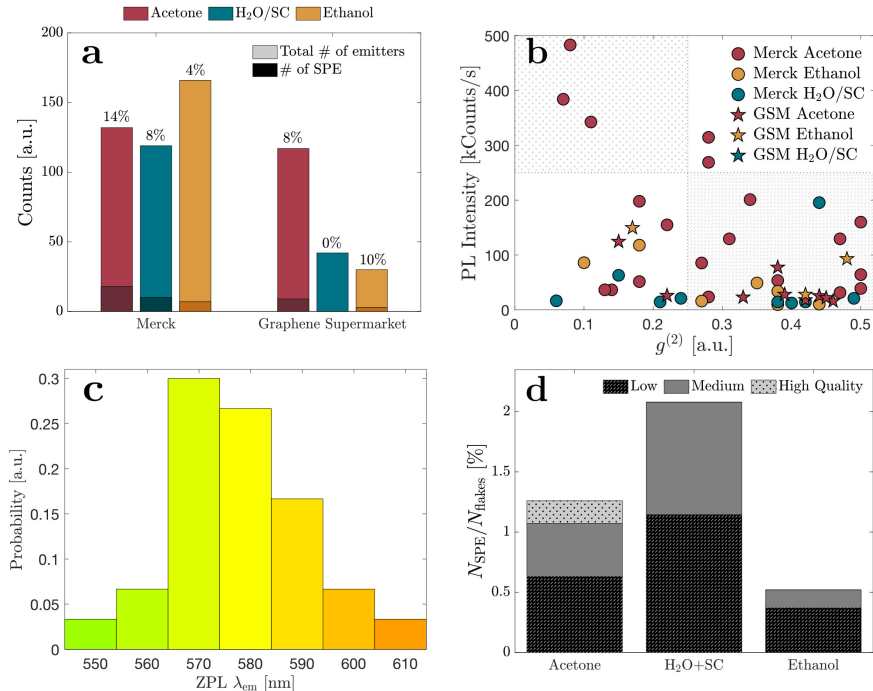 Acetone H₂O/SC Ethanol
a
Total # of emitters
# of SPE
200
150
100
50
0
Counts [a.u.]
14%
8%
4%
8%
0%
10%
Merck
Graphene Supermarket
b
Merck Acetone
Merck Ethanol
Merck H₂O/SC
GSM Acetone
GSM Ethanol
GSM H₂O/SC
500
400
300
200
100
0
PL Intensity [kCounts/s]
0 0.1 0.2 0.3 0.4 0.5
g⁽²⁾ [a.u.]
c
0.3
0.25
0.2
0.15
0.1
0.05
0
Probability [a.u.]
550 560 570 580 590 600 610
ZPL λem [nm]
d
Low Medium High Quality
2
1.5
1
0.5
0
NSPE/Nflakes [%]
Acetone H₂O+SC Ethanol